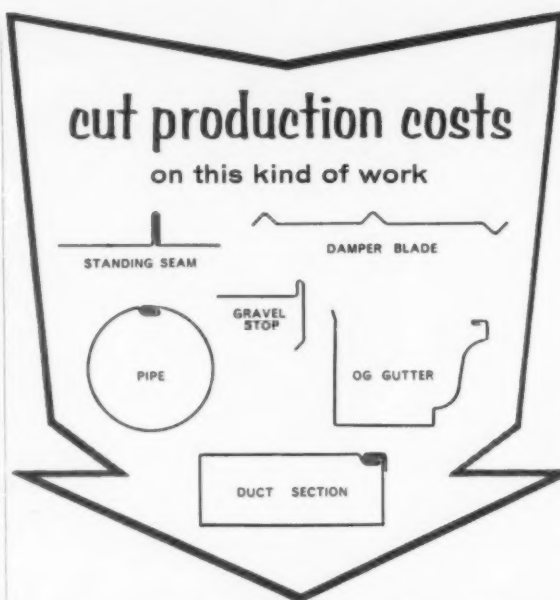 cut production costs
on this kind of work
STANDING SEAM
DAMPER BLADE
GRAVEL
STOP
PIPE
OG GUTTER
DUCT SECTION